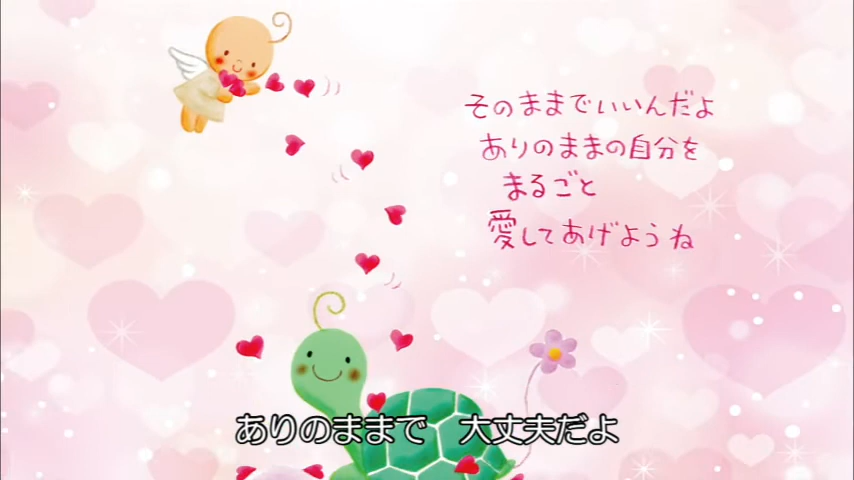 そのままでいいんだよ
ありのままの自分を
まるごと
愛してあげようね
ありのままで　大丈夫だよ